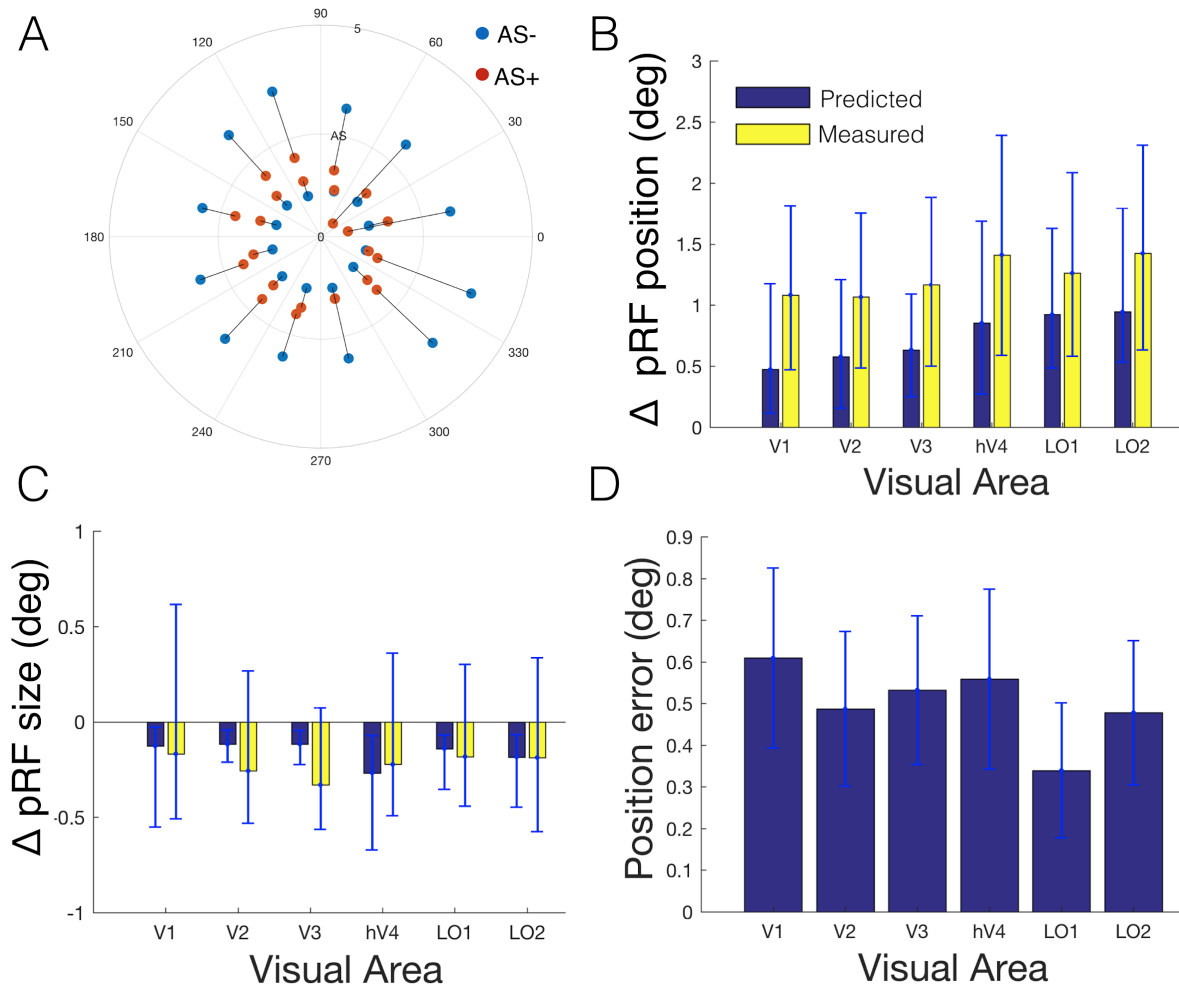 A
90
5
120
60
AS-
AS+
150
30
AS
180
0
0
210
330
240
300
270
B
Δ pRF position (deg)
3
2.5
2
1.5
1
0.5
0
Predicted
Measured
V1 V2 V3 hV4 LO1 LO2
Visual Area
C
Δ pRF size (deg)
1
0.5
0
-0.5
-1
V1 V2 V3 hV4 LO1 LO2
Visual Area
D
Position error (deg)
0.9
0.8
0.7
0.6
0.5
0.4
0.3
0.2
0.1
0
V1 V2 V3 hV4 LO1 LO2
Visual Area